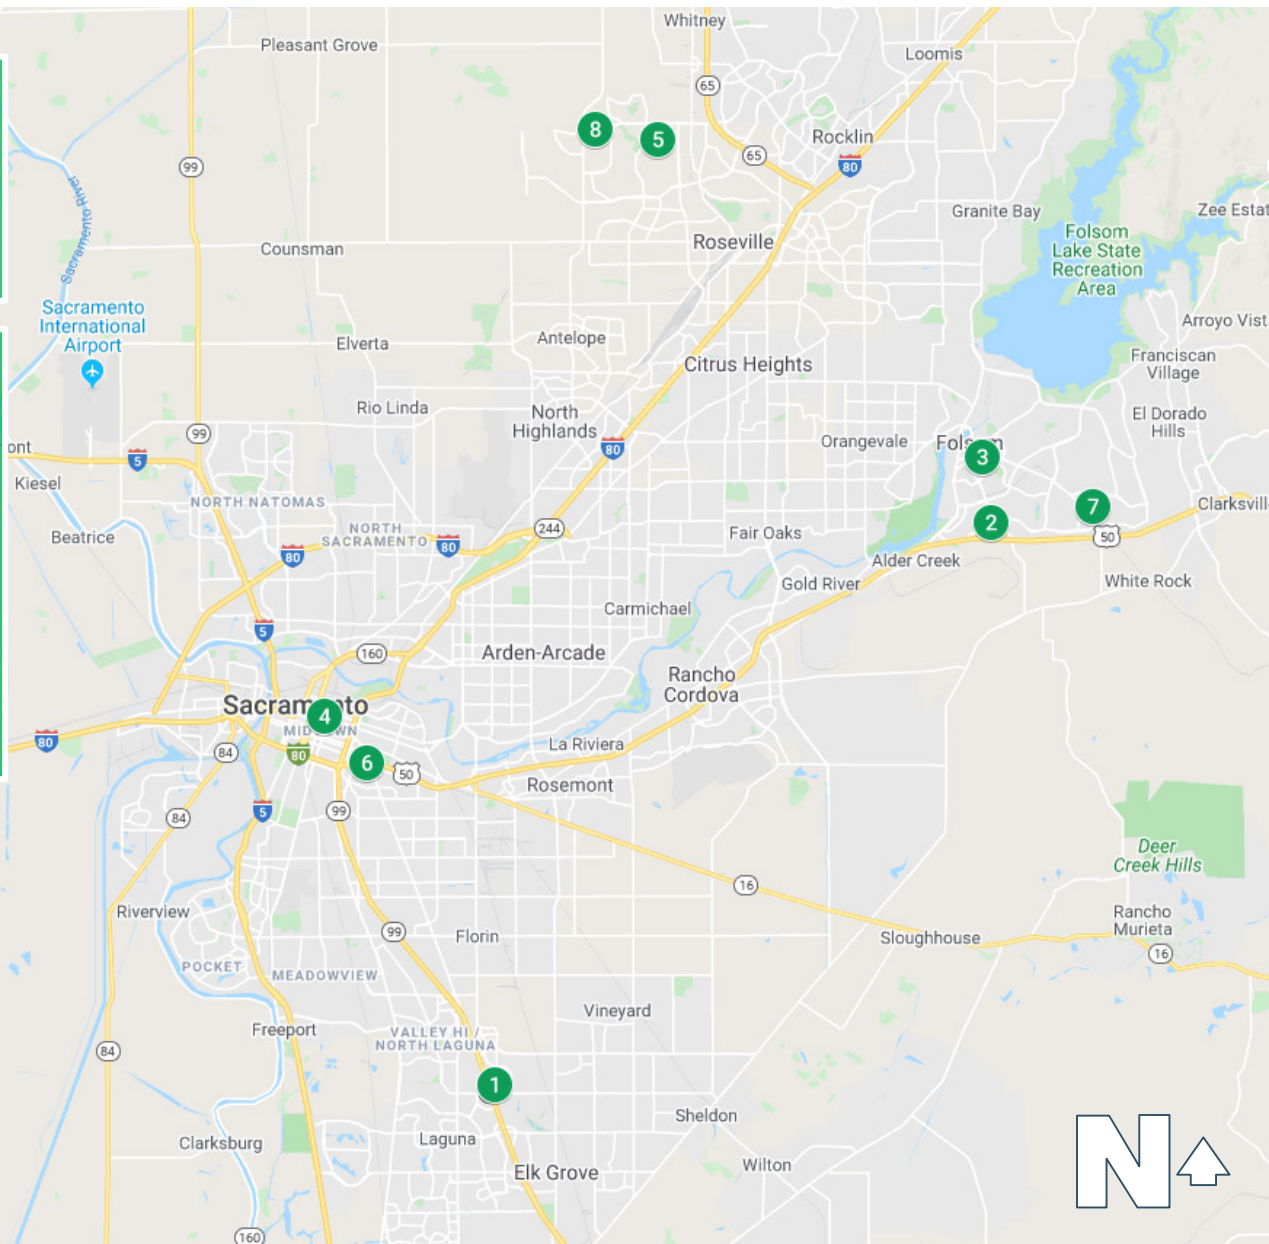 Whitney
Pleasant Grove
Loomis
65
8
5
Rocklin
65
80
99
Sacramento River
Granite Bay
Zee Estat
Folsom
Lake State
Recreation
Area
Roseville
Counsman
Sacramento
International
Airport
Arroyo Vist
Elverta
Antelope
Citrus Heights
Franciscan
Village
Rio Linda
North
Highlands
El Dorado
Hills
99
80
Orangevale
ont
5
3
Kiesel
NORTH NATOMAS
7
Clarksvill
Beatrice
NORTH
SACRAMENTO
244
Fair Oaks
2
50
80
80
Alder Creek
Gold River
White Rock
Carmichael
5
160
Arden-Arcade
Rancho
Cordova
Sacramento
4
MIDTOWN
80
84
80
La Riviera
6
50
Rosemont
5
99
84
Deer
Creek Hills
16
Riverview
99
Florin
Sloughhouse
Rancho
Murieta
16
POCKET
MEADOWVIEW
Vineyard
Freeport
VALLEY HI /
NORTH LAGUNA
84
1
Sheldon
Clarksburg
Laguna
Elk Grove
Wilton
N
160